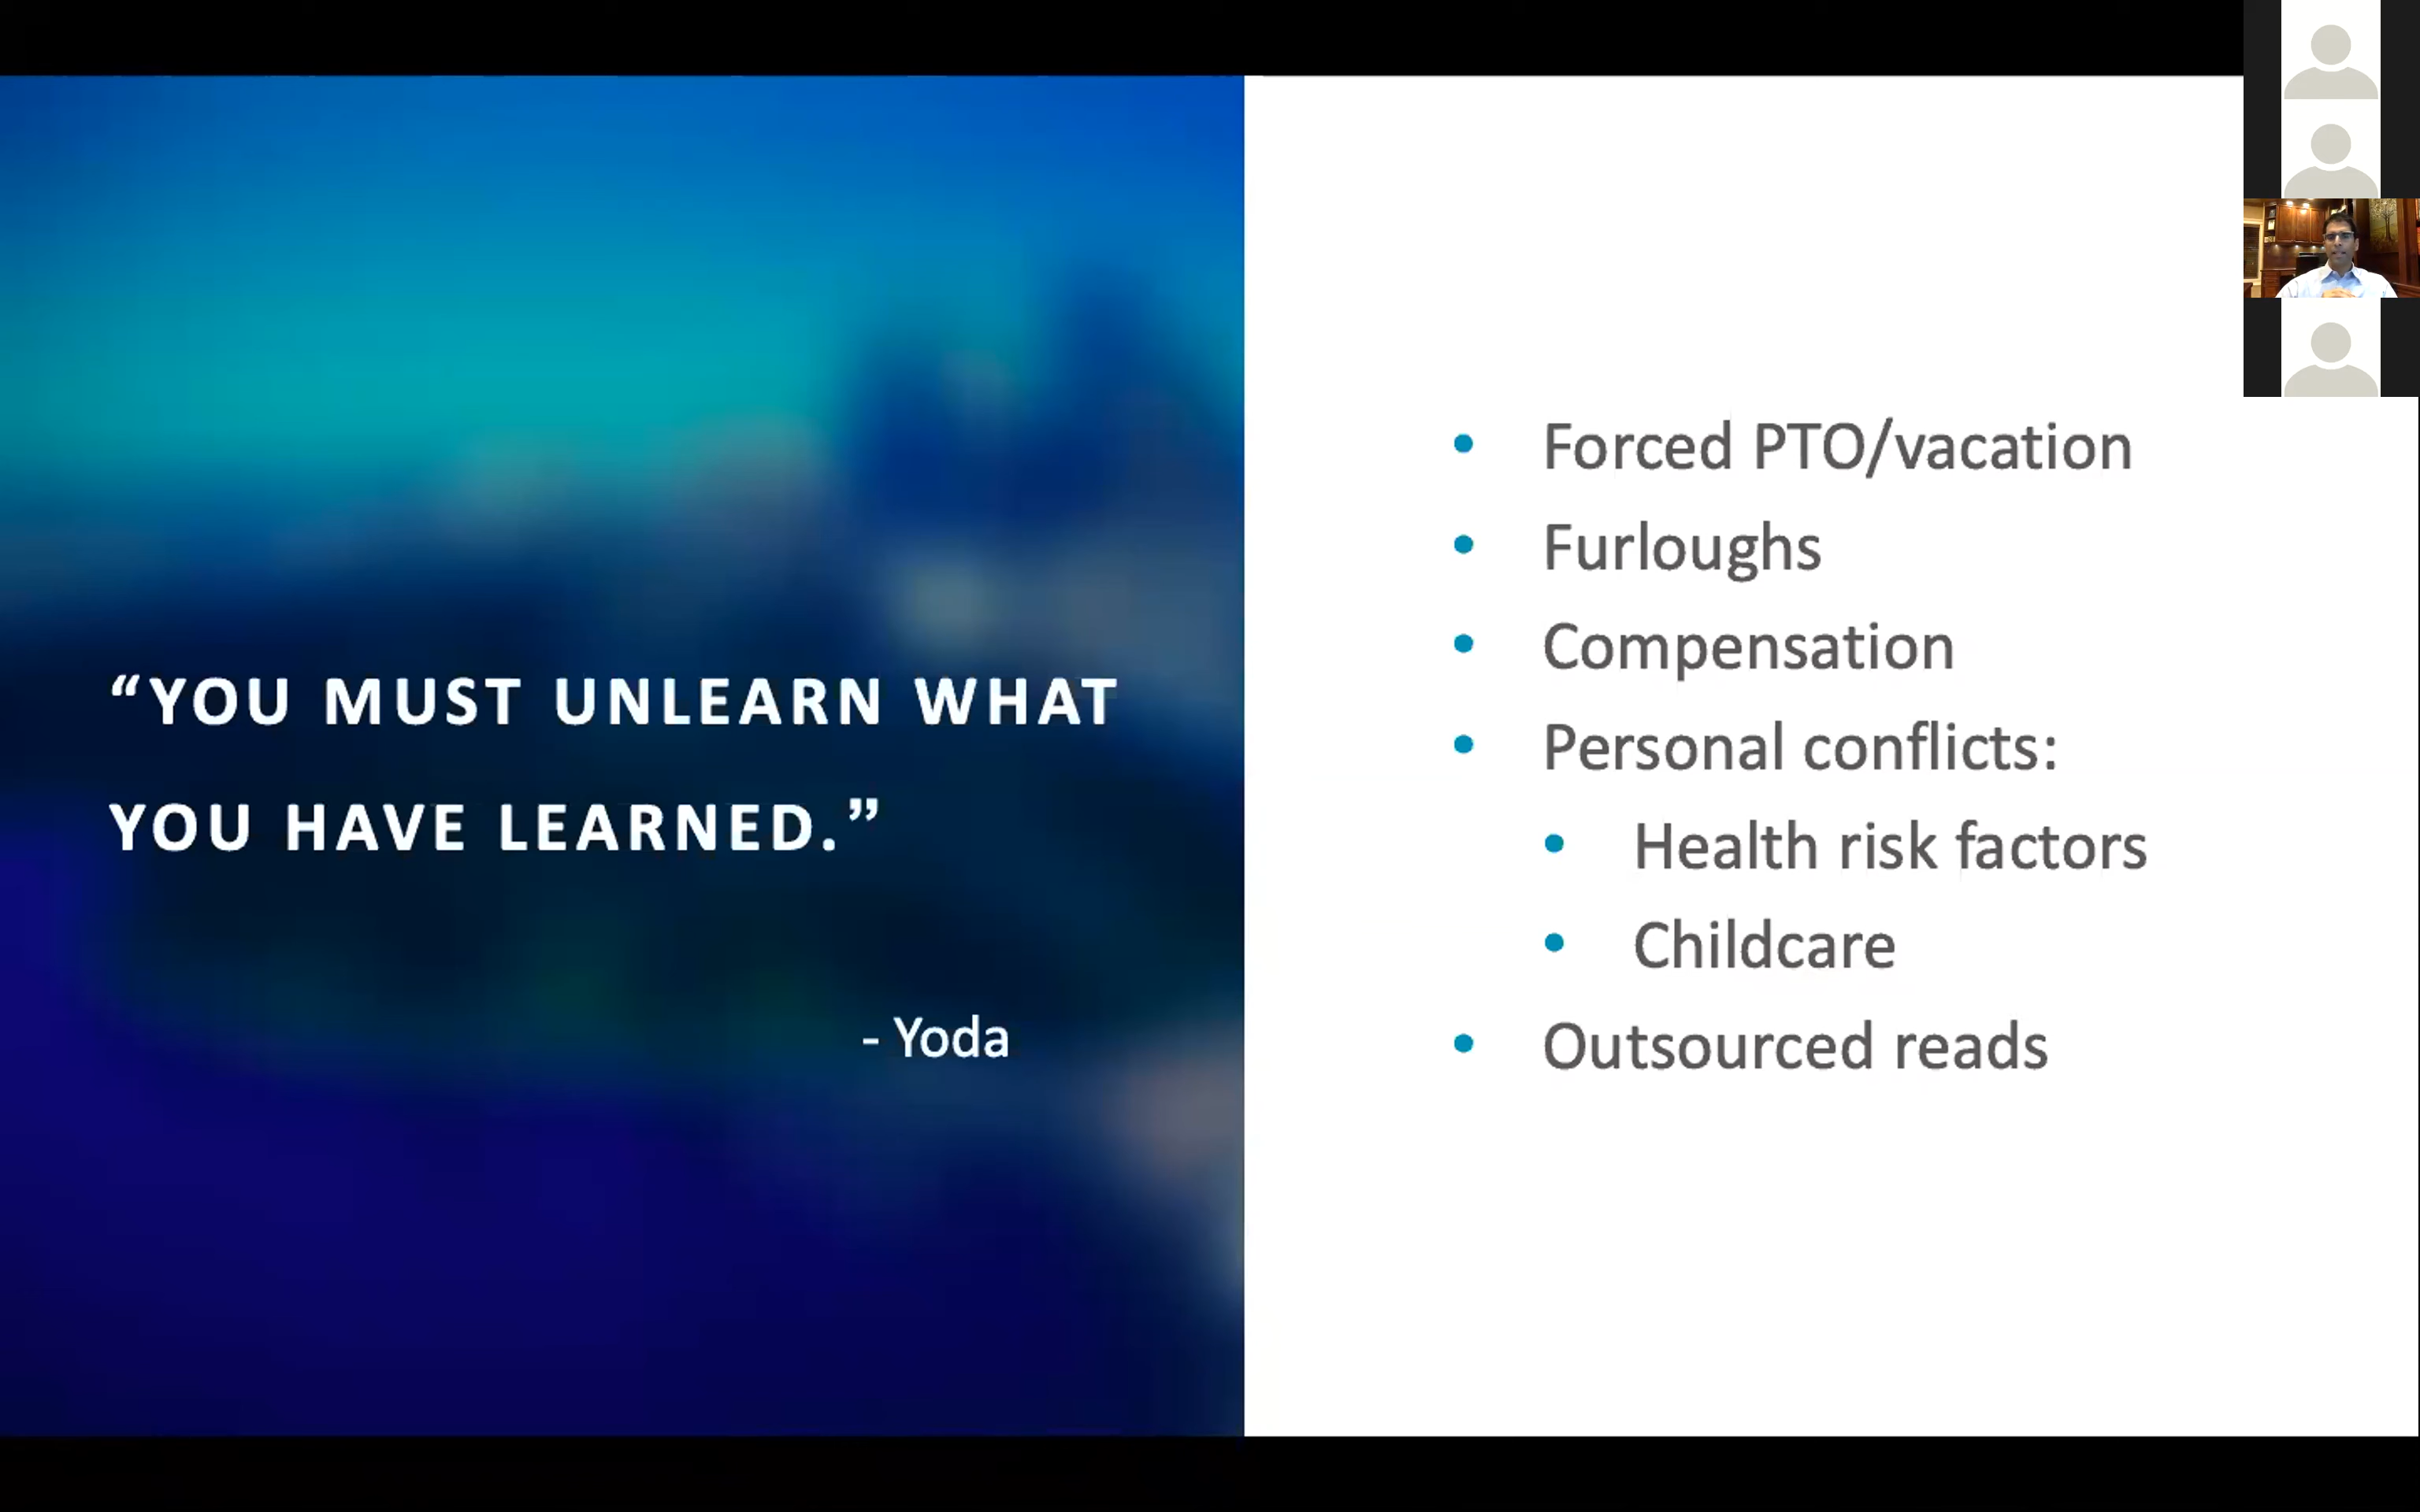 “YOU MUST UNLEARN WHAT
YOU HAVE LEARNED.”
- Yoda
• Forced PTO/vacation
• Furloughs
• Compensation
• Personal conflicts:
• Health risk factors
• Childcare
• Outsourced reads